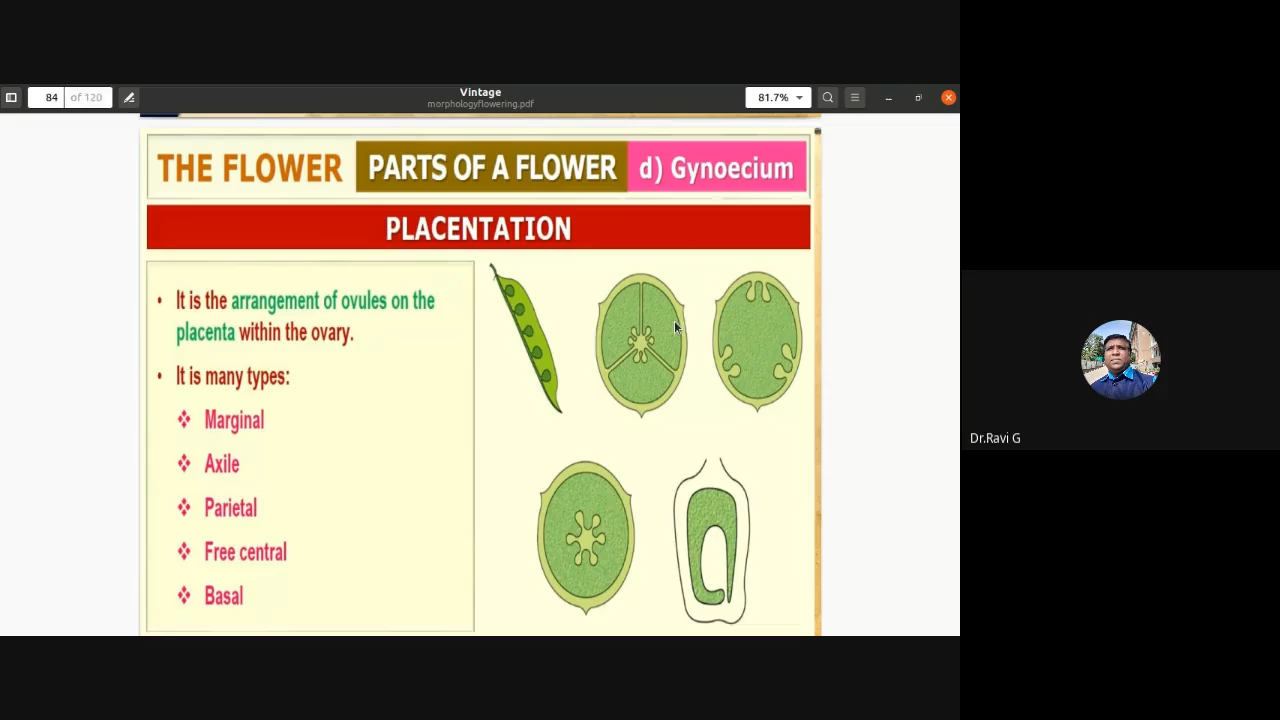 84 of 120
Vintage
morphologyflowering.pdf
81.7%
THE FLOWER PARTS OF A FLOWER d) Gynoecium
PLACENTATION
• It is the arrangement of ovules on the
placenta within the ovary.
• It is many types:
❖ Marginal
❖ Axile
❖ Parietal
❖ Free central
❖ Basal
Dr.Ravi G